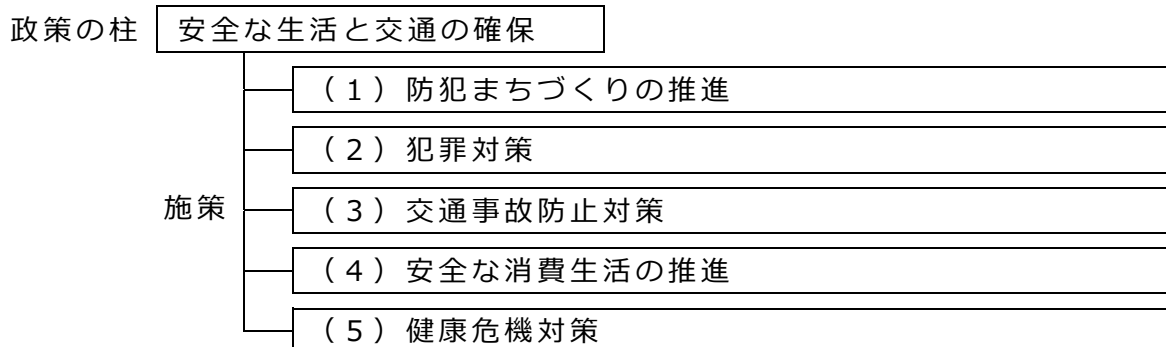 政策の柱 安全な生活と交通の確保
（1）防犯まちづくりの推進
（2）犯罪対策
施策 （3）交通事故防止対策
（4）安全な消費生活の推進
（5）健康危機対策